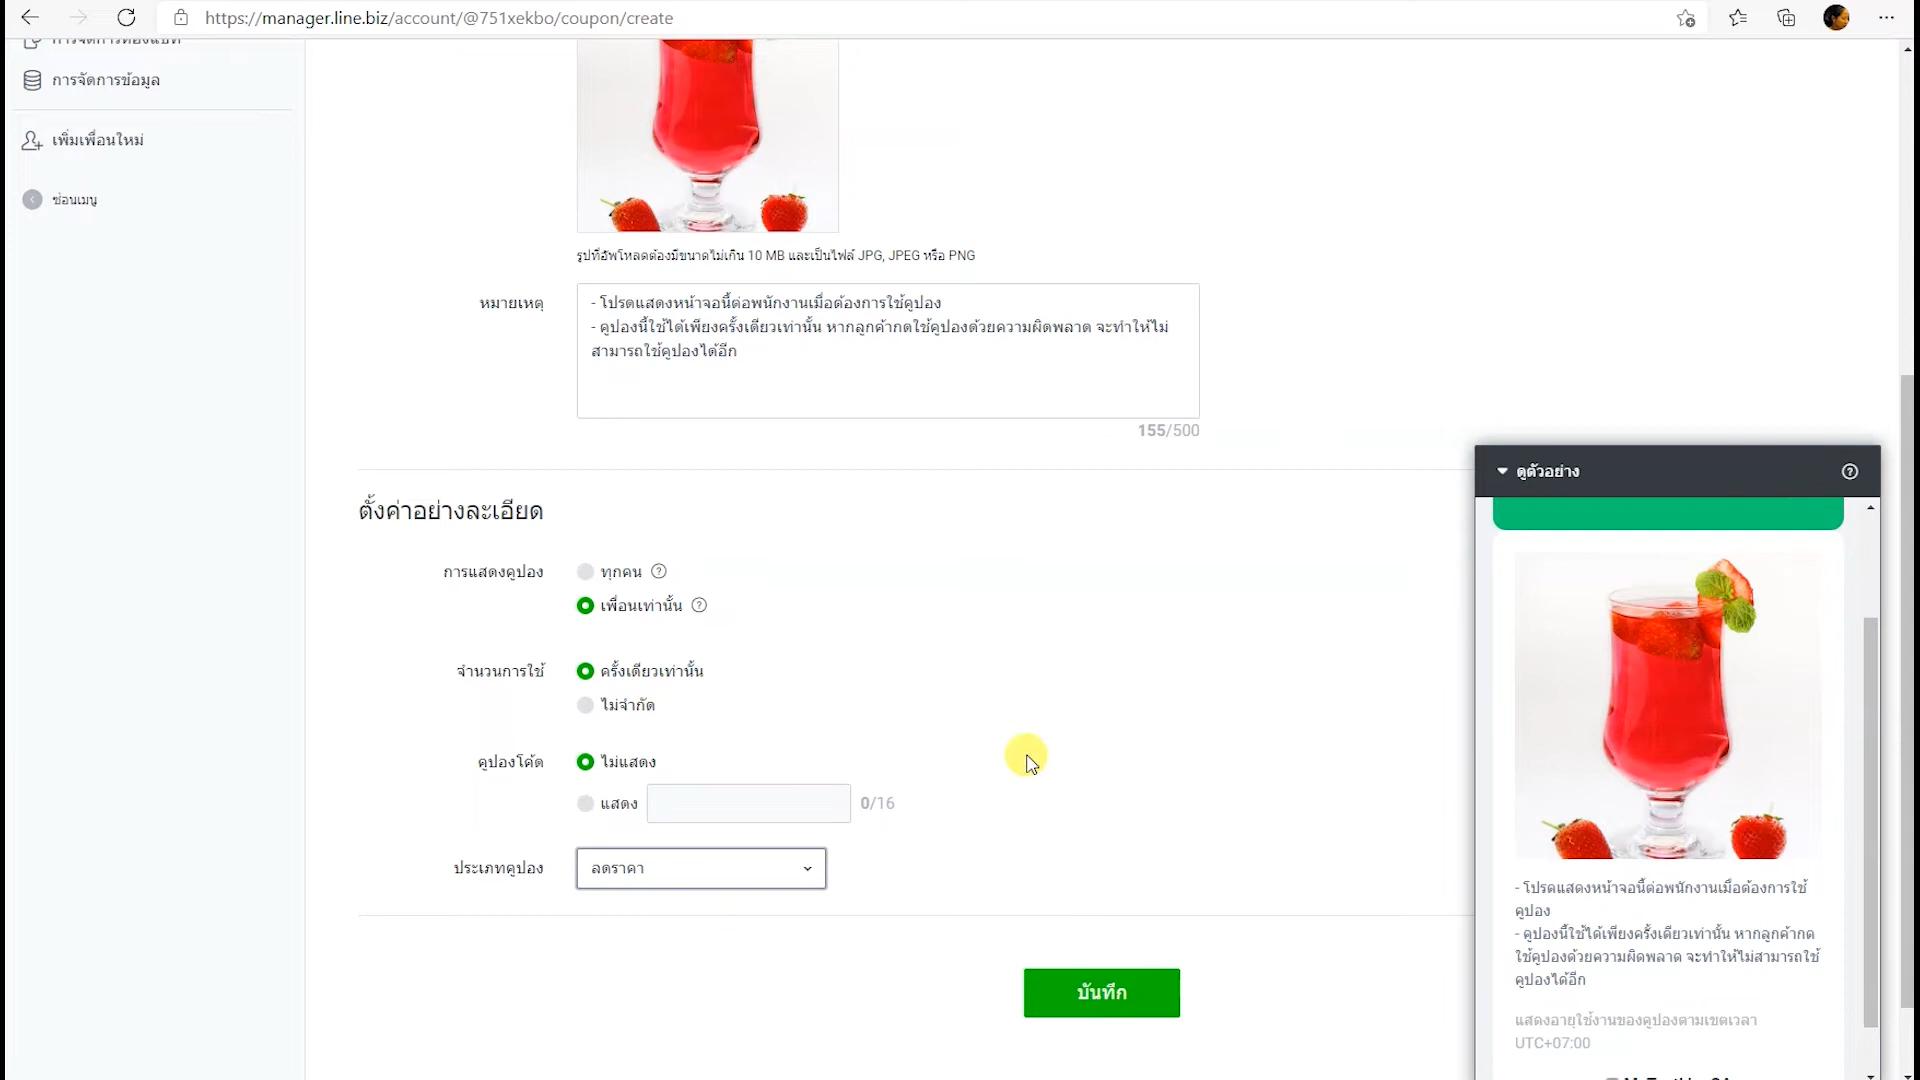 https://manager.line.biz/account/@751xekbo/coupon/create
การจัดการข้อมูล
เพิ่มเพื่อนใหม่
ซ่อนเมนู
รูปที่อัพโหลดต้องมีขนาดไม่เกิน 10 MB และเป็นไฟล์ JPG, JPEG หรือ PNG
หมายเหตุ
- โปรดแสดงหน้าจอนี้ต่อพนักงานเมื่อต้องการใช้คูปอง
- คูปองนี้ใช้ได้เพียงครั้งเดียวเท่านั้น หากลูกค้ากดใช้คูปองด้วยความผิดพลาด จะทำให้ไม่
สามารถใช้คูปองได้อีก
155/500
ตั้งค่าอย่างละเอียด
การแสดงคูปอง
ทุกคน
เพื่อนเท่านั้น
จำนวนการใช้
ครั้งเดียวเท่านั้น
ไม่จำกัด
คูปองโค้ด
ไม่แสดง
แสดง
0/16
ประเภทคูปอง
ลดราคา
บันทึก
ดูตัวอย่าง
- โปรดแสดงหน้าจอนี้ต่อพนักงานเมื่อต้องการใช้
คูปอง
- คูปองนี้ใช้ได้เพียงครั้งเดียวเท่านั้น หากลูกค้ากด
ใช้คูปองด้วยความผิดพลาด จะทำให้ไม่สามารถใช้
คูปองได้อีก
แสดงอายุใช้งานของคูปองตามเขตเวลา
UTC+07:00